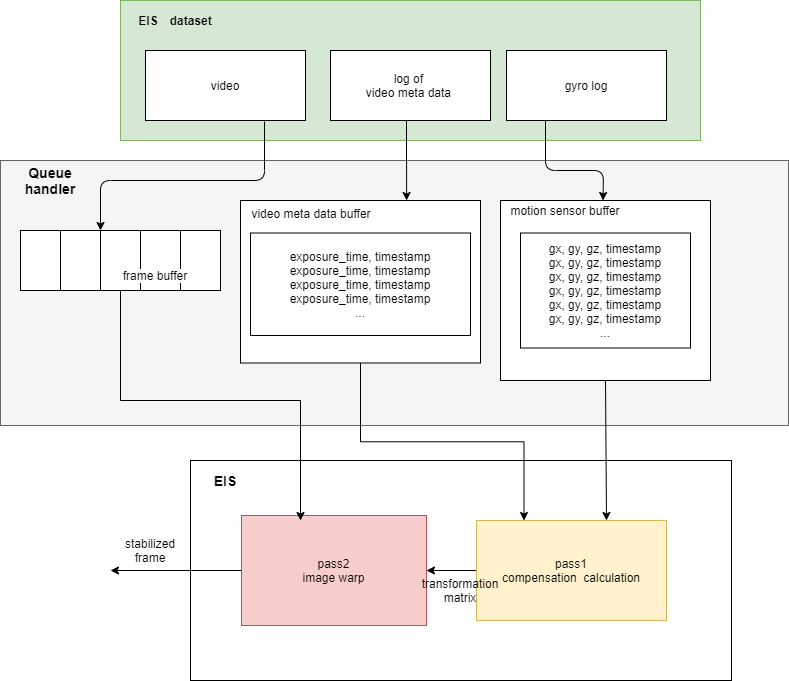 EIS dataset
video
log of
video meta data
gyro log
Queue
handler
frame buffer
video meta data buffer
exposure_time, timestamp
exposure_time, timestamp
exposure_time, timestamp
exposure_time, timestamp
...
motion sensor buffer
gx, gy, gz, timestamp
gx, gy, gz, timestamp
gx, gy, gz, timestamp
gx, gy, gz, timestamp
gx, gy, gz, timestamp
gx, gy, gz, timestamp
...
EIS
stabilized
frame
pass2
image warp
transformation
matrix
pass1
compensation calculation